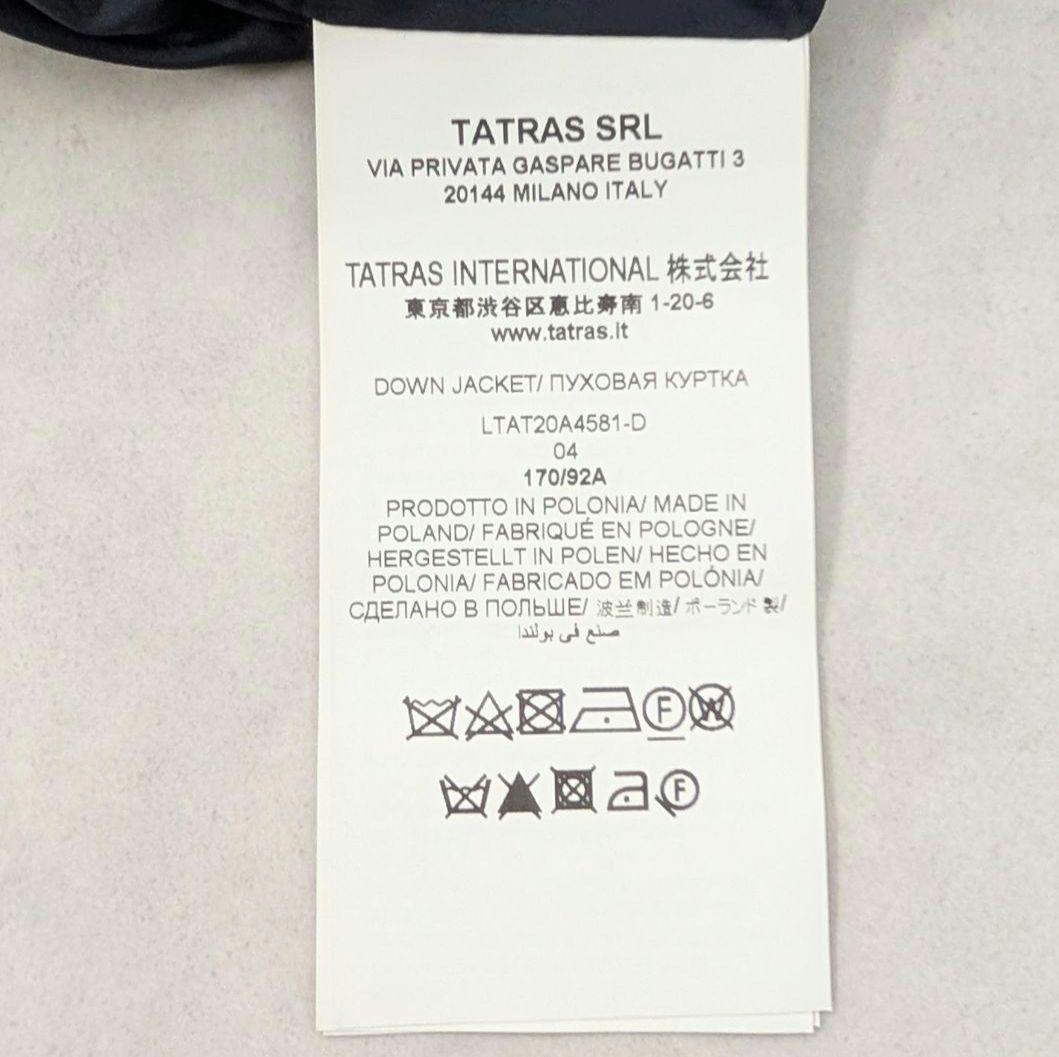 TATRAS SRL
VIA PRIVATA GASPARE BUGATTI 3
20144 MILANO ITALY
TATRAS INTERNATIONAL 株式会社
東京都渋谷区恵比寿南 1-20-6
www.tatras.it
DOWN JACKET/ ПУХОВАЯ КУРТКА
LTAT20A4581-D
04
170/92A
PRODOTTO IN POLONIA/ MADE IN
POLAND/ FABRIQUÉ EN POLOGNE/
HERGESTELLT IN POLEN/ HECHO EN
POLONIA/ FABRICADO EM POLÓNIA/
СДЕЛАНО В ПОЛЬШЕ/ 波兰制造/ ポーランド製/
صنع في بولندا
F W
F